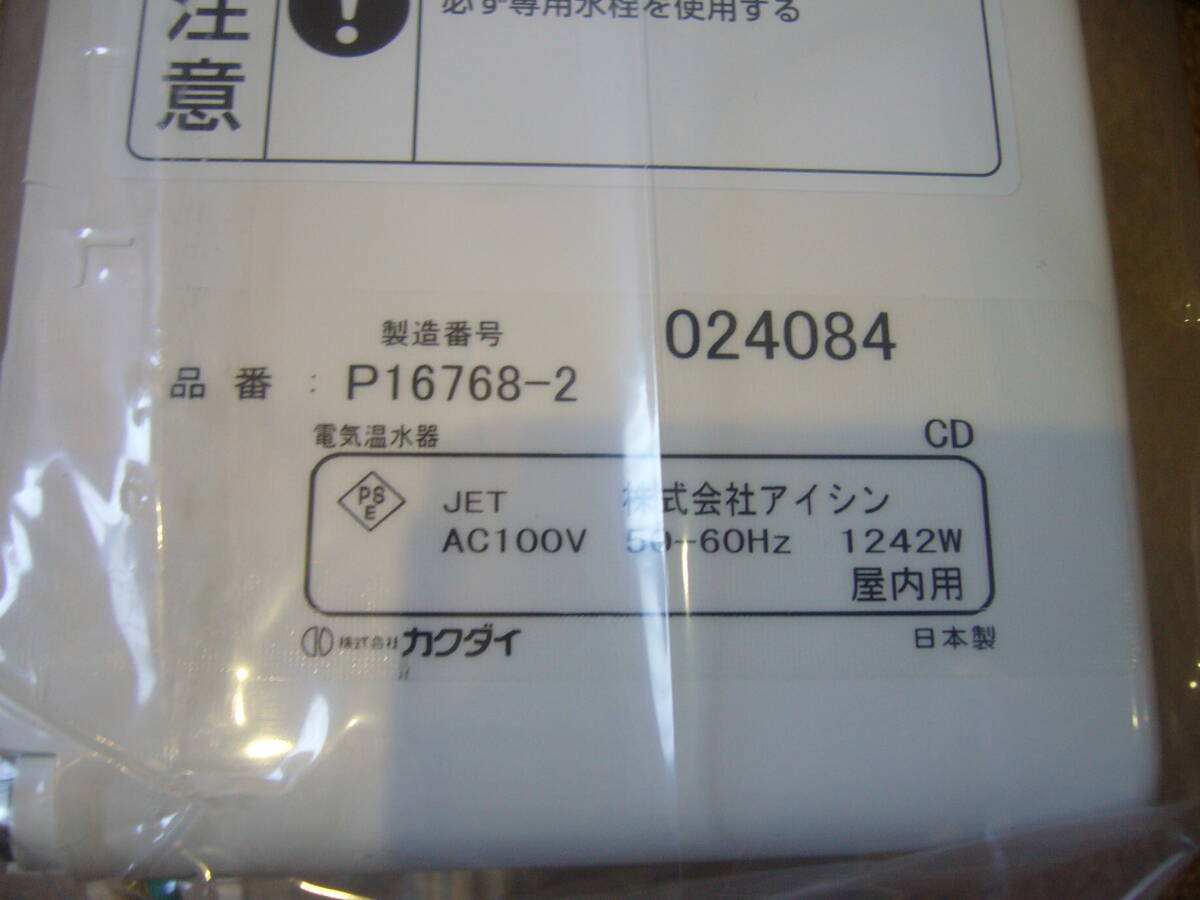 注意
必ず専用水栓を使用する
製造番号 024084
品番 : P16768-2
電気温水器 CD
PSE JET 株式会社アイシン
AC100V 50-60Hz 1242W
屋内用
株式会社カクダイ 日本製